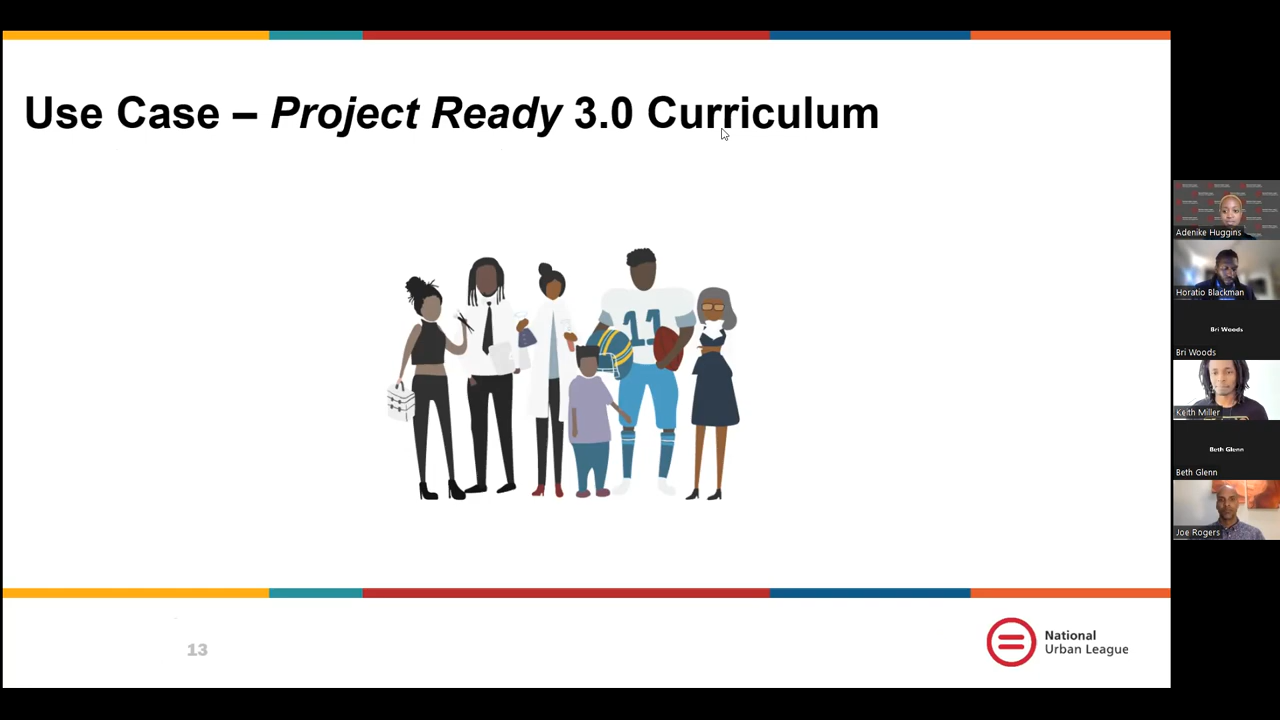 Use Case – Project Ready 3.0 Curriculum
11
13
National
Urban League
Adenike Huggins
Horatio Blackman
Bri Woods
Bri Woods
Keith Miller
Beth Glenn
Beth Glenn
Joe Rogers